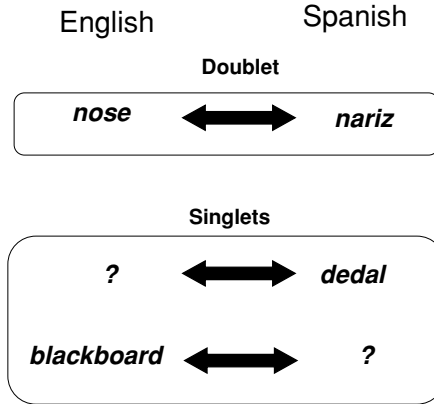 English Spanish
Doublet
nose nariz
Singlets
? dedal
blackboard ?